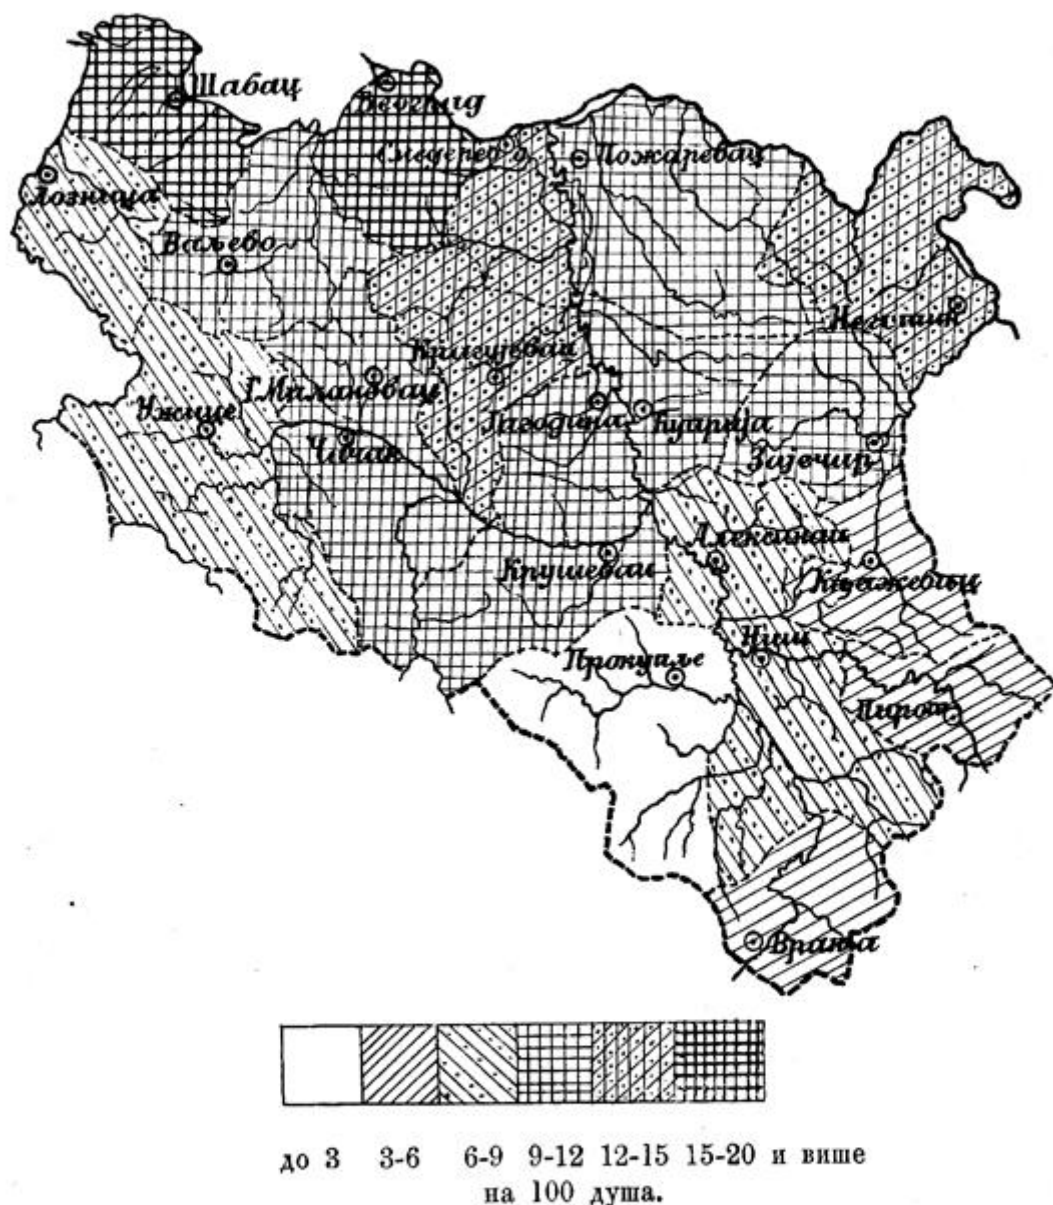 Шабац
Београд
Смедерево
Пожаревац
Лозница
Ваљево
Неготин
Крагујевац
Г. Милановац
Ужице
Јагодина
Ћуприја
Чачак
Зајечар
Алексинац
Крушевац
Књажевац
Ниш
Прокупље
Пирот
Врања
до 3 3-6 6-9 9-12 12-15 15-20 и више
на 100 душа.